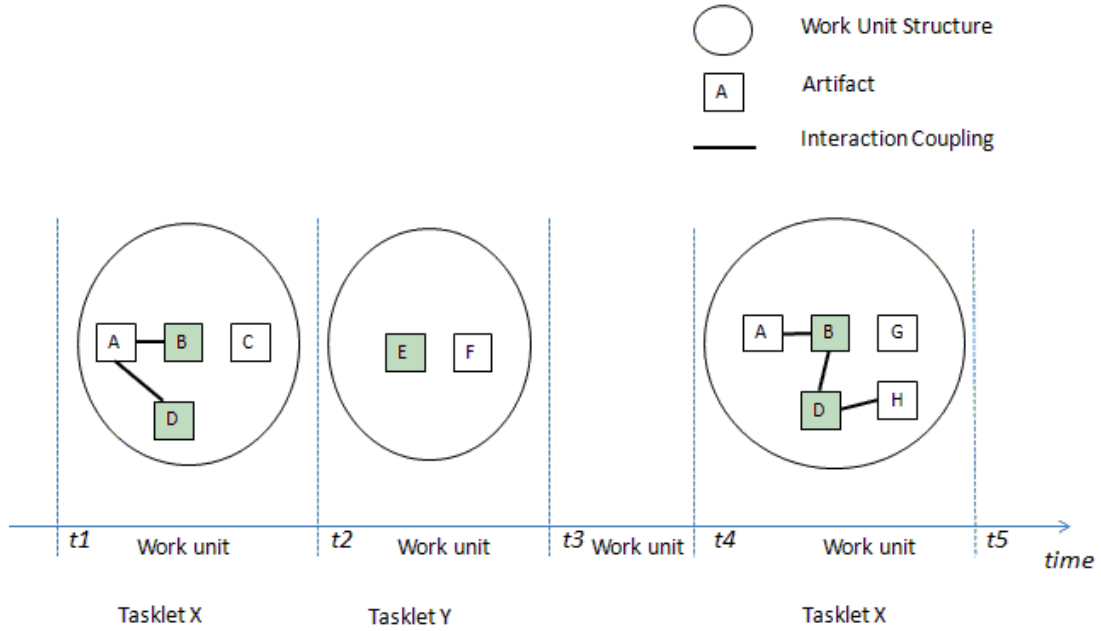 Work Unit Structure
A Artifact
Interaction Coupling
A B C
D
E F
A B G
D H
t1 Work unit t2 Work unit t3 Work unit t4 Work unit t5 time
Tasklet X Tasklet Y Tasklet X